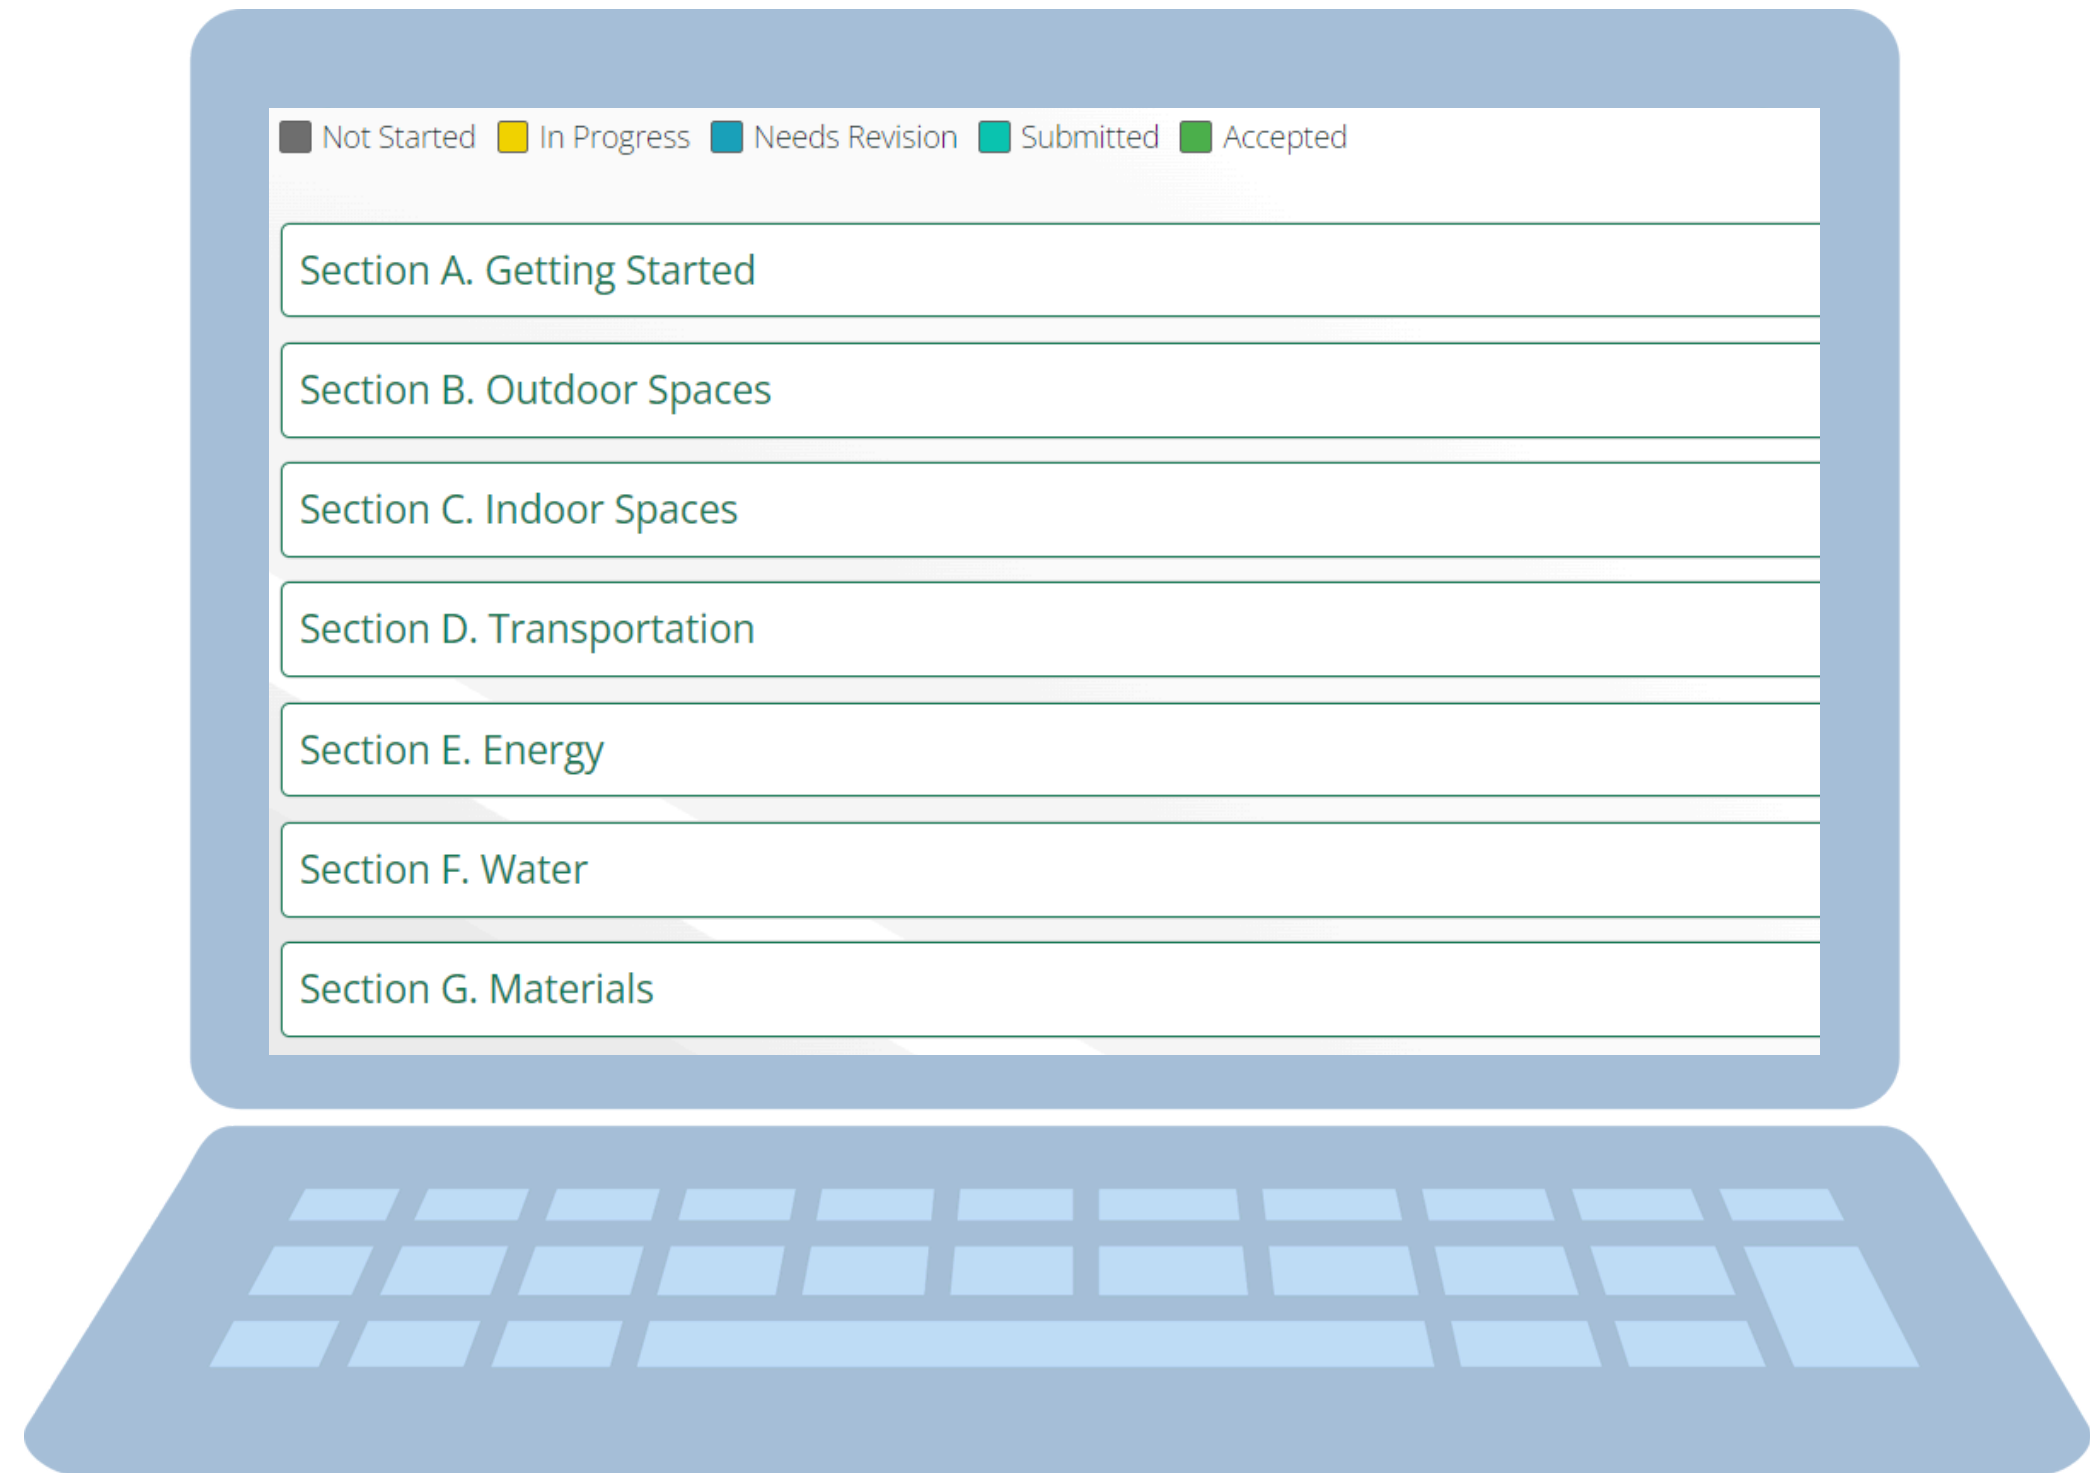 Not Started In Progress Needs Revision Submitted Accepted
Section A. Getting Started
Section B. Outdoor Spaces
Section C. Indoor Spaces
Section D. Transportation
Section E. Energy
Section F. Water
Section G. Materials